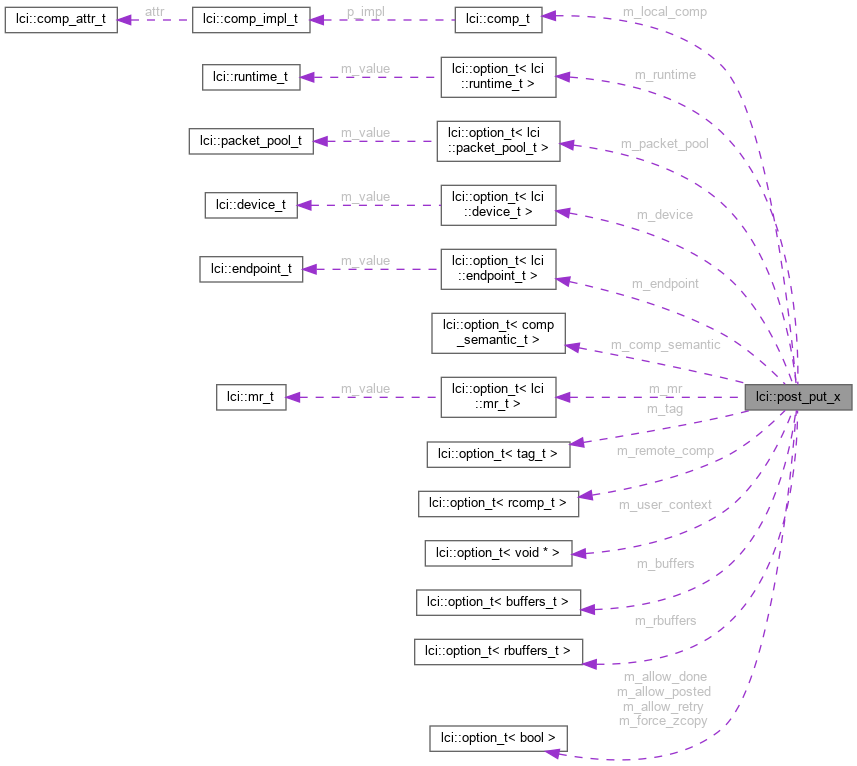 lci::comp_attr_t
attr
lci::comp_impl_t
p_impl
lci::comp_t
m_local_comp
lci::runtime_t
m_value
lci::option_t< lci
::runtime_t >
m_runtime
lci::packet_pool_t
m_value
lci::option_t< lci
::packet_pool_t >
m_packet_pool
lci::device_t
m_value
lci::option_t< lci
::device_t >
m_device
lci::endpoint_t
m_value
lci::option_t< lci
::endpoint_t >
m_endpoint
lci::option_t< comp
_semantic_t >
m_comp_semantic
lci::mr_t
m_value
lci::option_t< lci
::mr_t >
m_mr
lci::post_put_x
m_tag
lci::option_t< tag_t >
m_remote_comp
lci::option_t< rcomp_t >
m_user_context
lci::option_t< void * >
m_buffers
lci::option_t< buffers_t >
m_rbuffers
lci::option_t< rbuffers_t >
m_allow_done
m_allow_posted
m_allow_retry
m_force_zcopy
lci::option_t< bool >